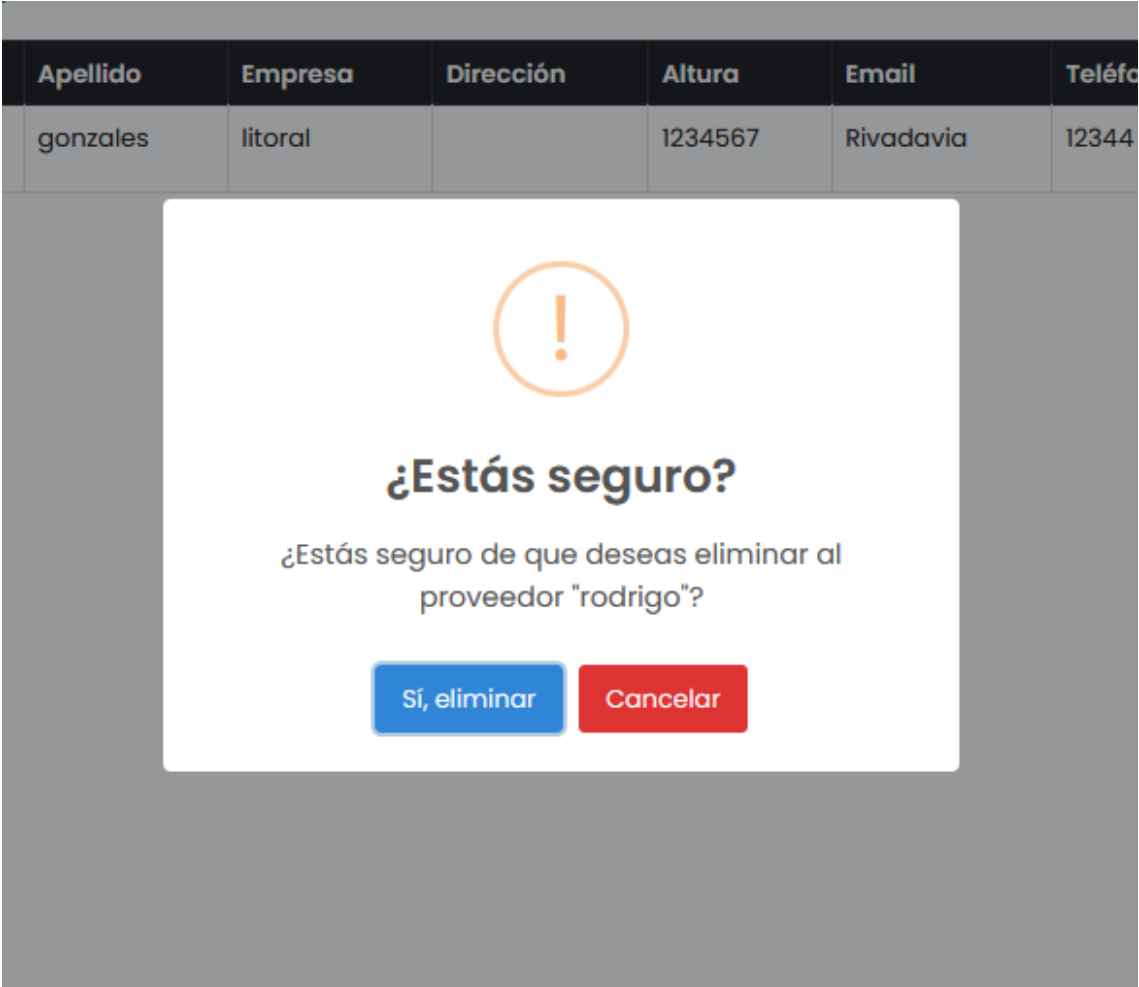 Apellido Empresa Dirección Altura Email Teléfo
gonzales litoral 1234567 Rivadavia 12344
!
¿Estás seguro?
¿Estás seguro de que deseas eliminar al
proveedor "rodrigo"?
Sí, eliminar Cancelar